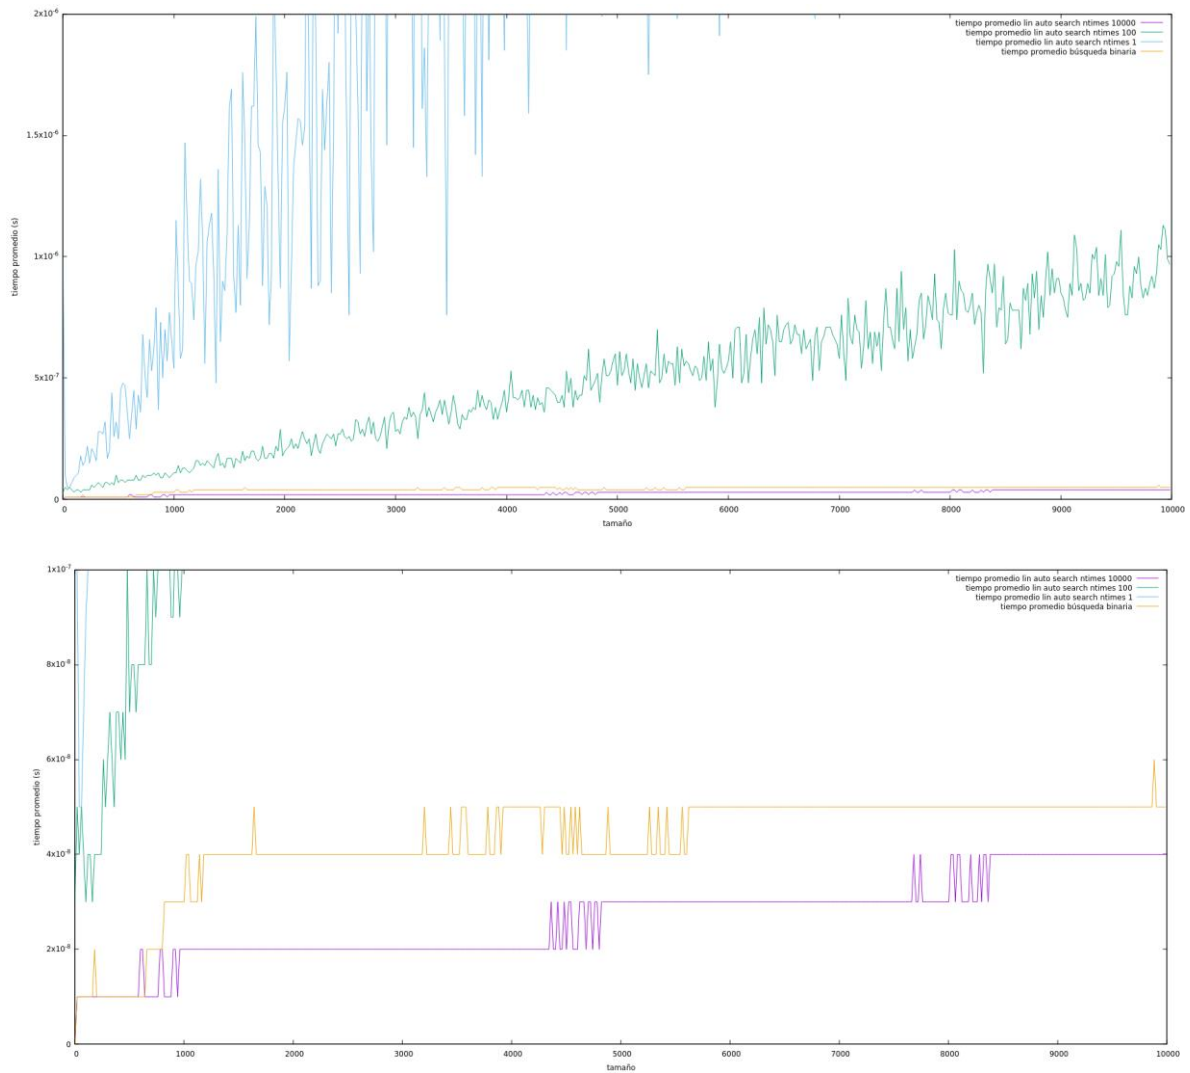 2x10-6
1.5x10-6
1x10-6
5x10-7
0
tiempo promedio (s)
tiempo promedio lin auto search ntimes 10000
tiempo promedio lin auto search ntimes 100
tiempo promedio lin auto search ntimes 1
tiempo promedio búsqueda binaria
0 1000 2000 3000 4000 5000 6000 7000 8000 9000 10000
tamaño
1x10-7
8x10-8
6x10-8
4x10-8
2x10-8
0
tiempo promedio (s)
tiempo promedio lin auto search ntimes 10000
tiempo promedio lin auto search ntimes 100
tiempo promedio lin auto search ntimes 1
tiempo promedio búsqueda binaria
0 1000 2000 3000 4000 5000 6000 7000 8000 9000 10000
tamaño